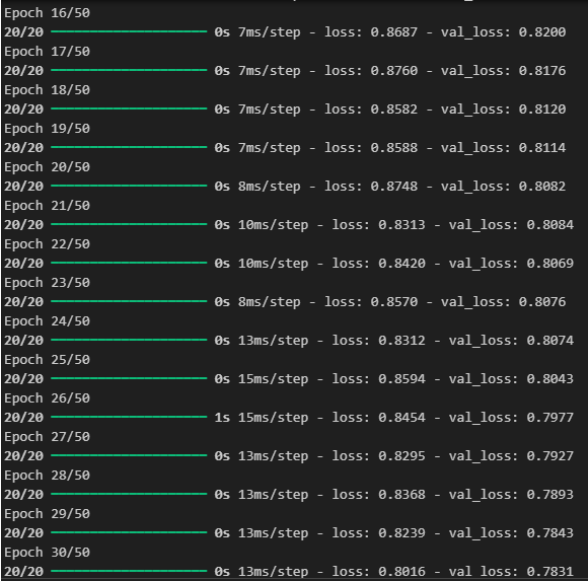 Epoch 16/50
20/20 ━━━━━━━━━━━━━━━━━━━━ 0s 7ms/step - loss: 0.8687 - val_loss: 0.8200
Epoch 17/50
20/20 ━━━━━━━━━━━━━━━━━━━━ 0s 7ms/step - loss: 0.8760 - val_loss: 0.8176
Epoch 18/50
20/20 ━━━━━━━━━━━━━━━━━━━━ 0s 7ms/step - loss: 0.8582 - val_loss: 0.8120
Epoch 19/50
20/20 ━━━━━━━━━━━━━━━━━━━━ 0s 7ms/step - loss: 0.8588 - val_loss: 0.8114
Epoch 20/50
20/20 ━━━━━━━━━━━━━━━━━━━━ 0s 8ms/step - loss: 0.8748 - val_loss: 0.8082
Epoch 21/50
20/20 ━━━━━━━━━━━━━━━━━━━━ 0s 10ms/step - loss: 0.8313 - val_loss: 0.8084
Epoch 22/50
20/20 ━━━━━━━━━━━━━━━━━━━━ 0s 10ms/step - loss: 0.8420 - val_loss: 0.8069
Epoch 23/50
20/20 ━━━━━━━━━━━━━━━━━━━━ 0s 8ms/step - loss: 0.8570 - val_loss: 0.8076
Epoch 24/50
20/20 ━━━━━━━━━━━━━━━━━━━━ 0s 13ms/step - loss: 0.8312 - val_loss: 0.8074
Epoch 25/50
20/20 ━━━━━━━━━━━━━━━━━━━━ 0s 15ms/step - loss: 0.8594 - val_loss: 0.8043
Epoch 26/50
20/20 ━━━━━━━━━━━━━━━━━━━━ 1s 15ms/step - loss: 0.8454 - val_loss: 0.7977
Epoch 27/50
20/20 ━━━━━━━━━━━━━━━━━━━━ 0s 13ms/step - loss: 0.8295 - val_loss: 0.7927
Epoch 28/50
20/20 ━━━━━━━━━━━━━━━━━━━━ 0s 13ms/step - loss: 0.8368 - val_loss: 0.7893
Epoch 29/50
20/20 ━━━━━━━━━━━━━━━━━━━━ 0s 13ms/step - loss: 0.8239 - val_loss: 0.7843
Epoch 30/50
20/20 ━━━━━━━━━━━━━━━━━━━━ 0s 13ms/step - loss: 0.8016 - val_loss: 0.7831